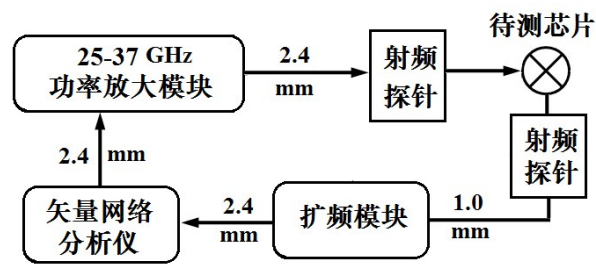 25-37 GHz
功率放大模块
2.4
mm
射频
探针
待测芯片
射频
探针
1.0
mm
扩频模块
2.4
mm
矢量网络
分析仪
2.4 mm